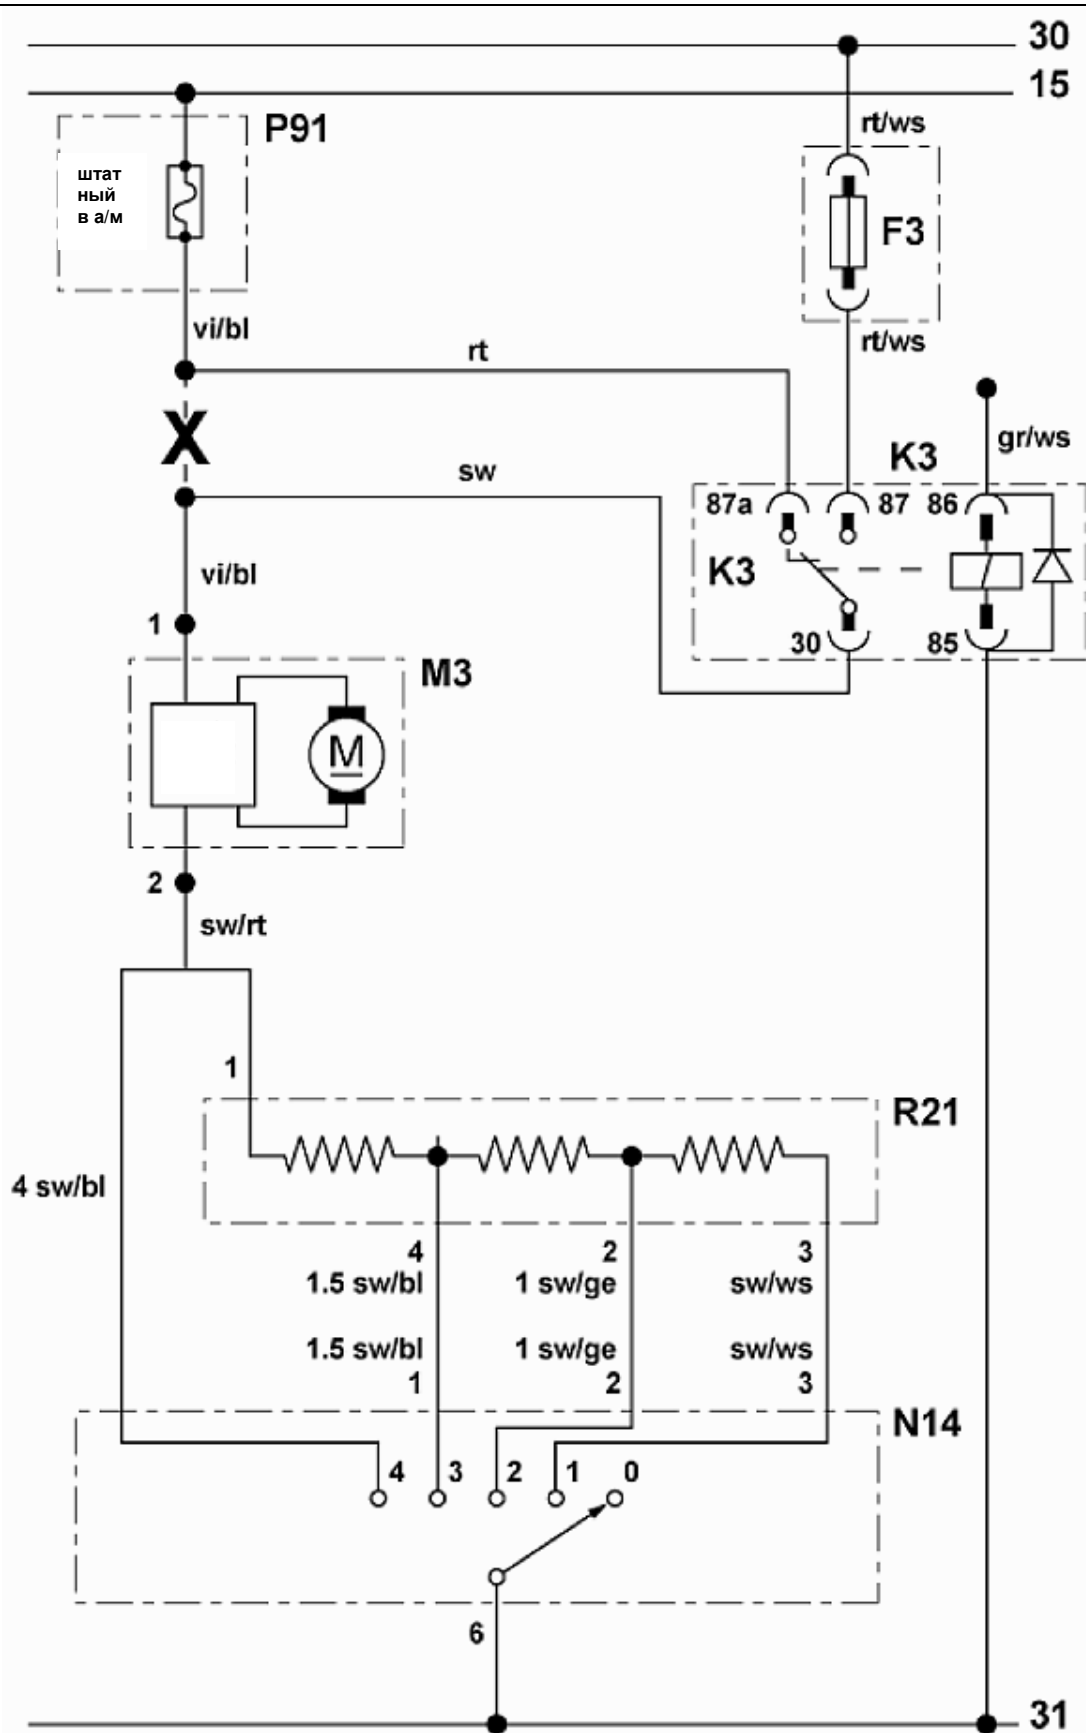 30
15
P91
rt/ws
штат
ный
в а/м
F3
vi/bl
rt/ws
rt
X
gr/ws
K3
sw
87a
87
86
K3
vi/bl
1
30
85
M3
M
2
sw/rt
1
R21
4 sw/bl
4
2
3
1.5 sw/bl
1 sw/ge
sw/ws
1.5 sw/bl
1 sw/ge
sw/ws
1
2
3
N14
4
3
2
1
0
6
31